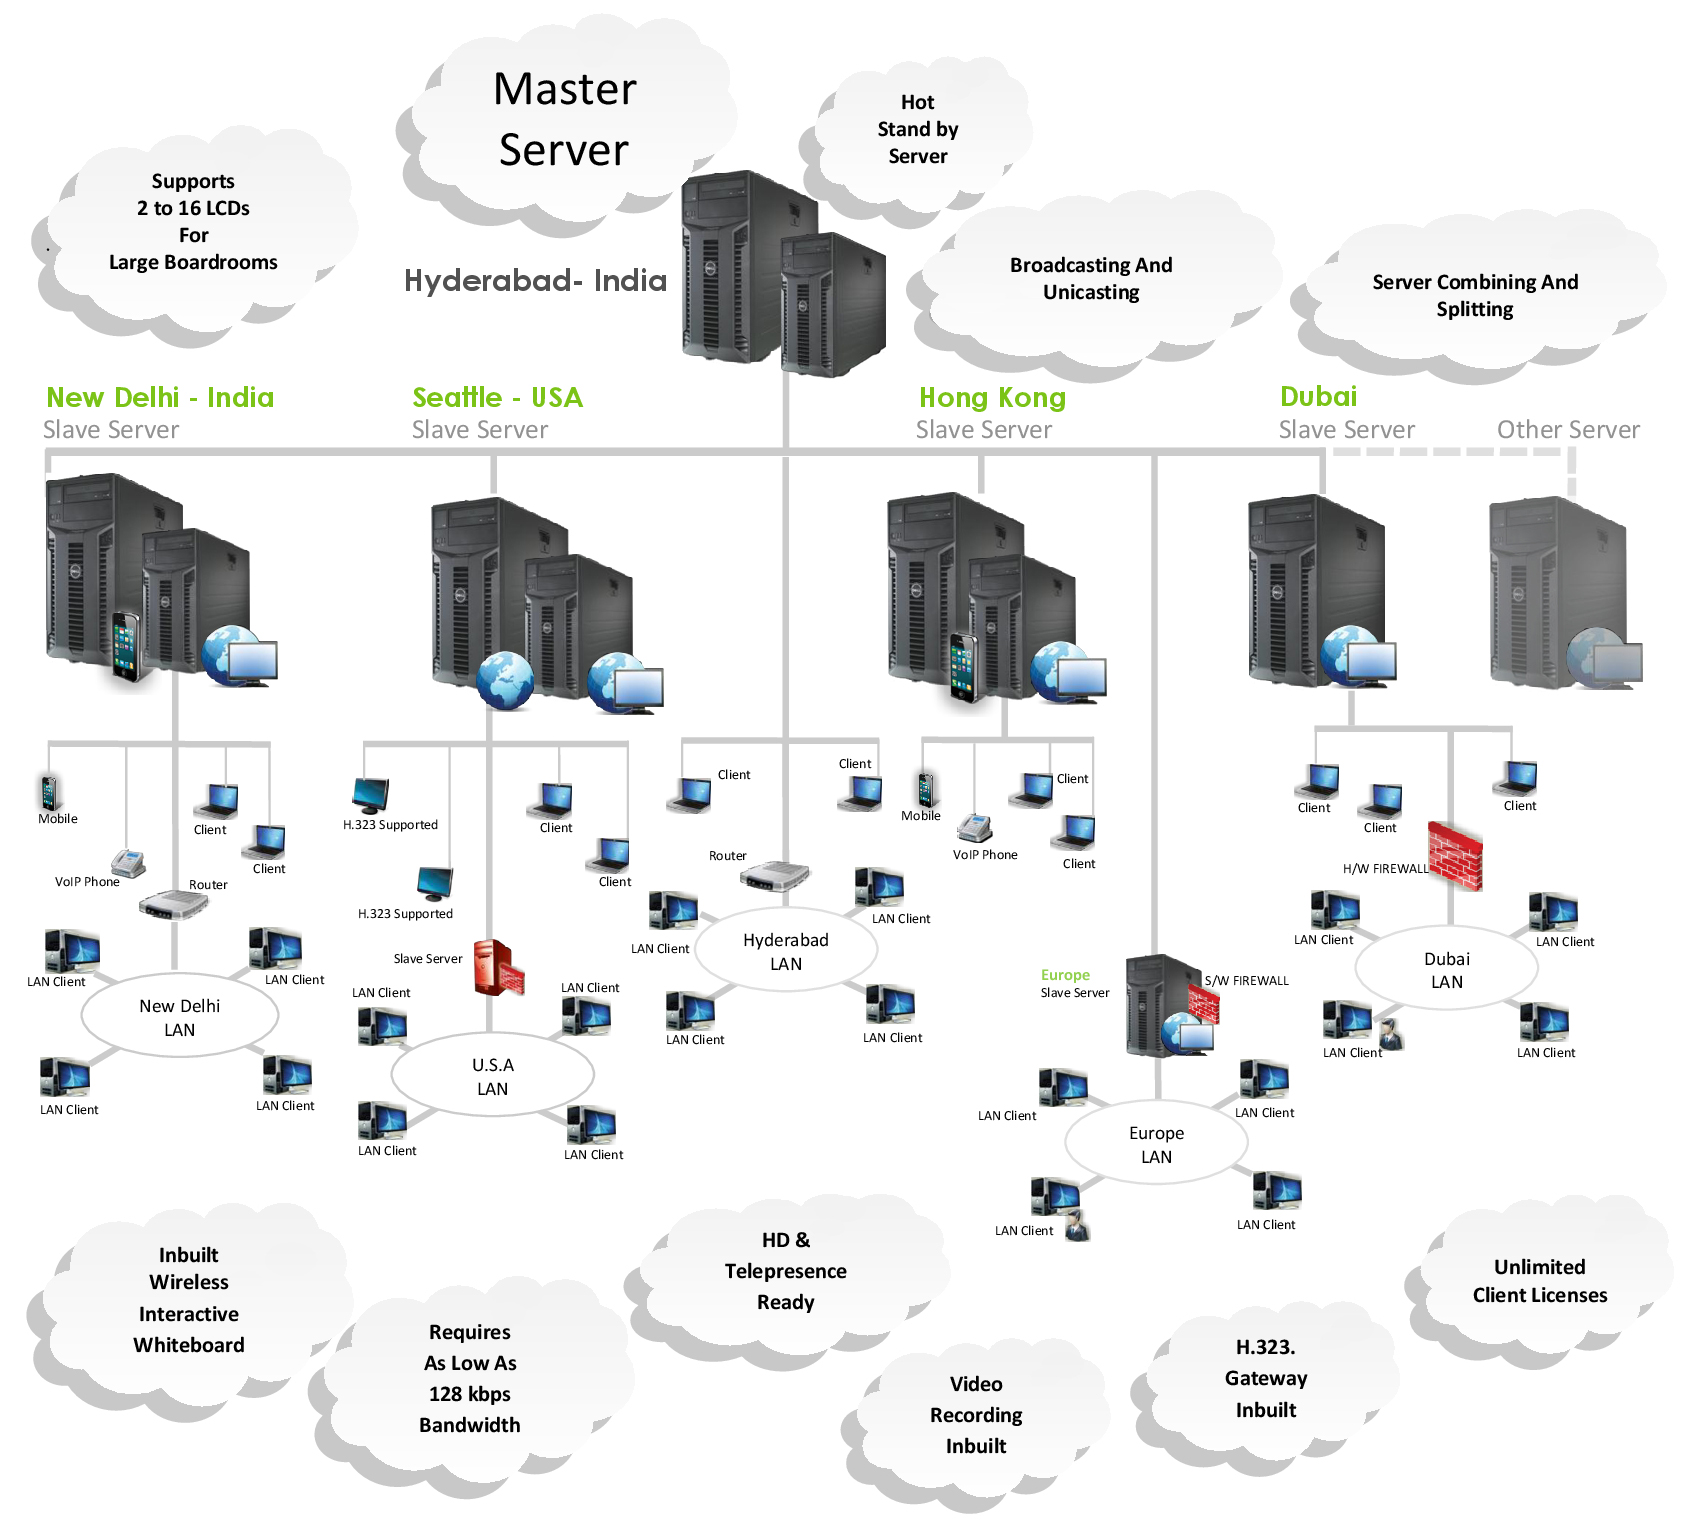 Master
Server
Hot
Stand by
Server
Supports
2 to 16 LCDs
For
Large Boardrooms
.
Hyderabad- India
Broadcasting And
Unicasting
Server Combining And
Splitting
New Delhi - India
Slave Server
Seattle - USA
Slave Server
Hong Kong
Slave Server
Dubai
Slave Server
Other Server
Mobile
VoIP Phone
Client
Client
Router
LAN Client
LAN Client
New Delhi
LAN
LAN Client
LAN Client
H.323 Supported
H.323 Supported
Client
Client
Slave Server
LAN Client
LAN Client
U.S.A
LAN
LAN Client
LAN Client
Client
Client
Router
LAN Client
LAN Client
Hyderabad
LAN
LAN Client
LAN Client
Mobile
VoIP Phone
Client
Client
Europe
Slave Server
S/W FIREWALL
LAN Client
LAN Client
Europe
LAN
LAN Client
LAN Client
Client
Client
Client
H/W FIREWALL
LAN Client
LAN Client
Dubai
LAN
LAN Client
LAN Client
Inbuilt
Wireless
Interactive
Whiteboard
Requires
As Low As
128 kbps
Bandwidth
HD &
Telepresence
Ready
Video
Recording
Inbuilt
H.323.
Gateway
Inbuilt
Unlimited
Client Licenses